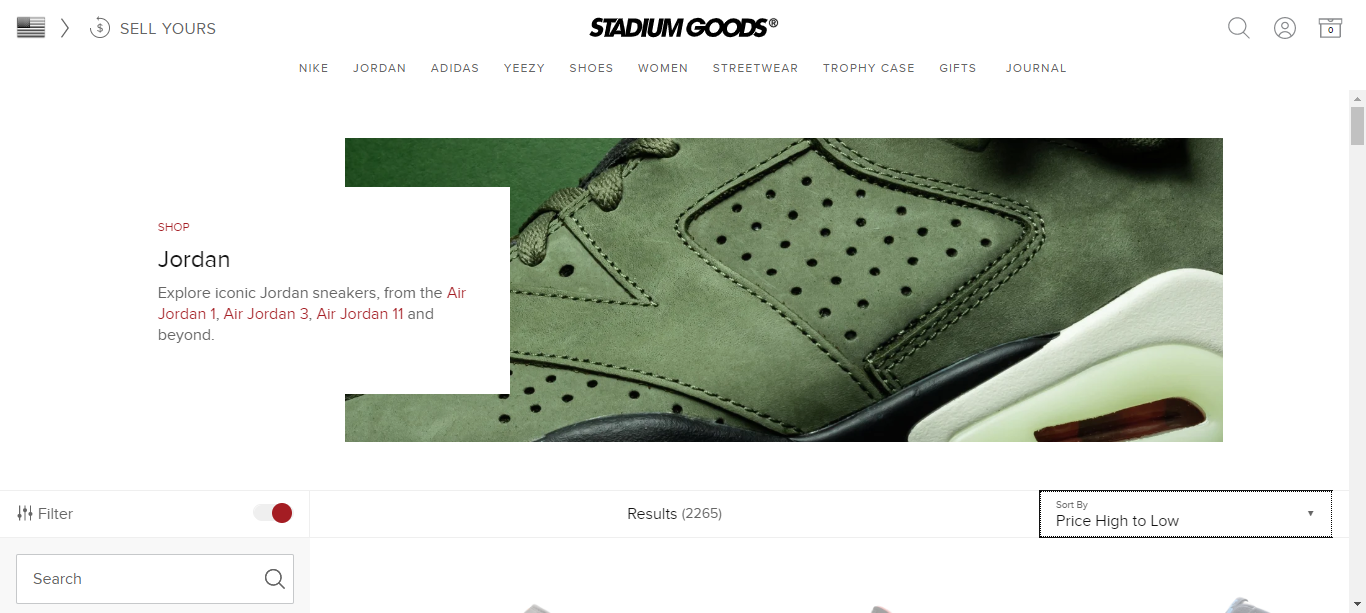 SELL YOURS
STADIUM GOODS®
0
NIKE JORDAN ADIDAS YEEZY SHOES WOMEN STREETWEAR TROPHY CASE GIFTS JOURNAL
SHOP
Jordan
Explore iconic Jordan sneakers, from the Air
Jordan 1, Air Jordan 3, Air Jordan 11 and
beyond.
Filter
Results (2265)
Sort By
Price High to Low
Search